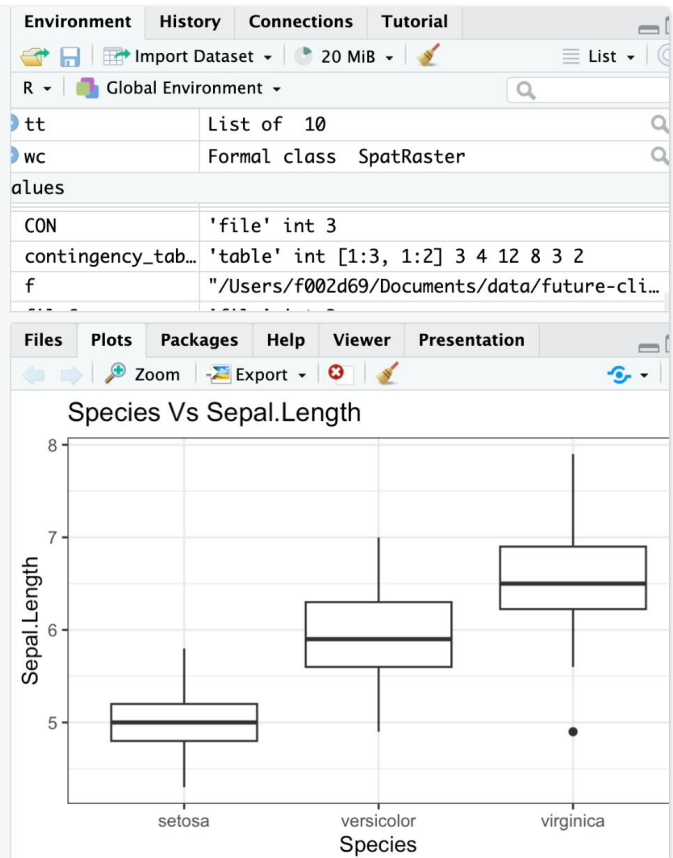 Environment History Connections Tutorial
Import Dataset 20 MiB List
R Global Environment
tt List of 10
wc Formal class SpatRaster
alues
CON 'file' int 3
contingency_tab… 'table' int [1:3, 1:2] 3 4 12 8 3 2
f "/Users/f002d69/Documents/data/future-cli…
Files Plots Packages Help Viewer Presentation
Zoom Export
Species Vs Sepal.Length
8
7
6
5
Sepal.Length
setosa versicolor virginica
Species